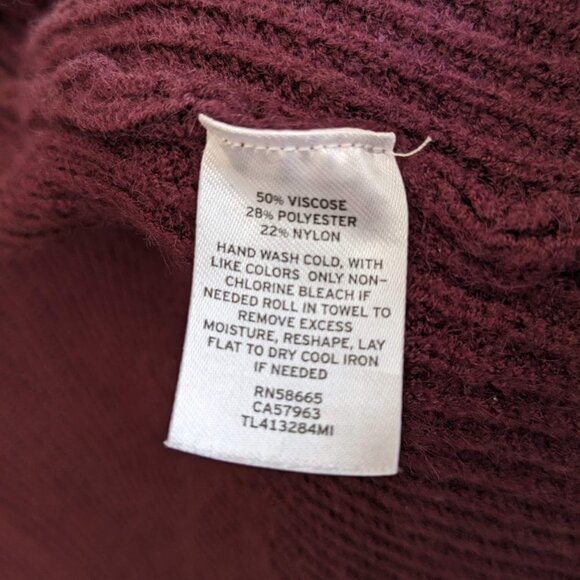 50% VISCOSE
28% POLYESTER
22% NYLON
HAND WASH COLD, WITH
LIKE COLORS ONLY NON-
CHLORINE BLEACH IF
NEEDED ROLL IN TOWEL TO
REMOVE EXCESS
MOISTURE, RESHAPE, LAY
FLAT TO DRY COOL IRON
IF NEEDED
RN58665
CA57963
TL413284MI